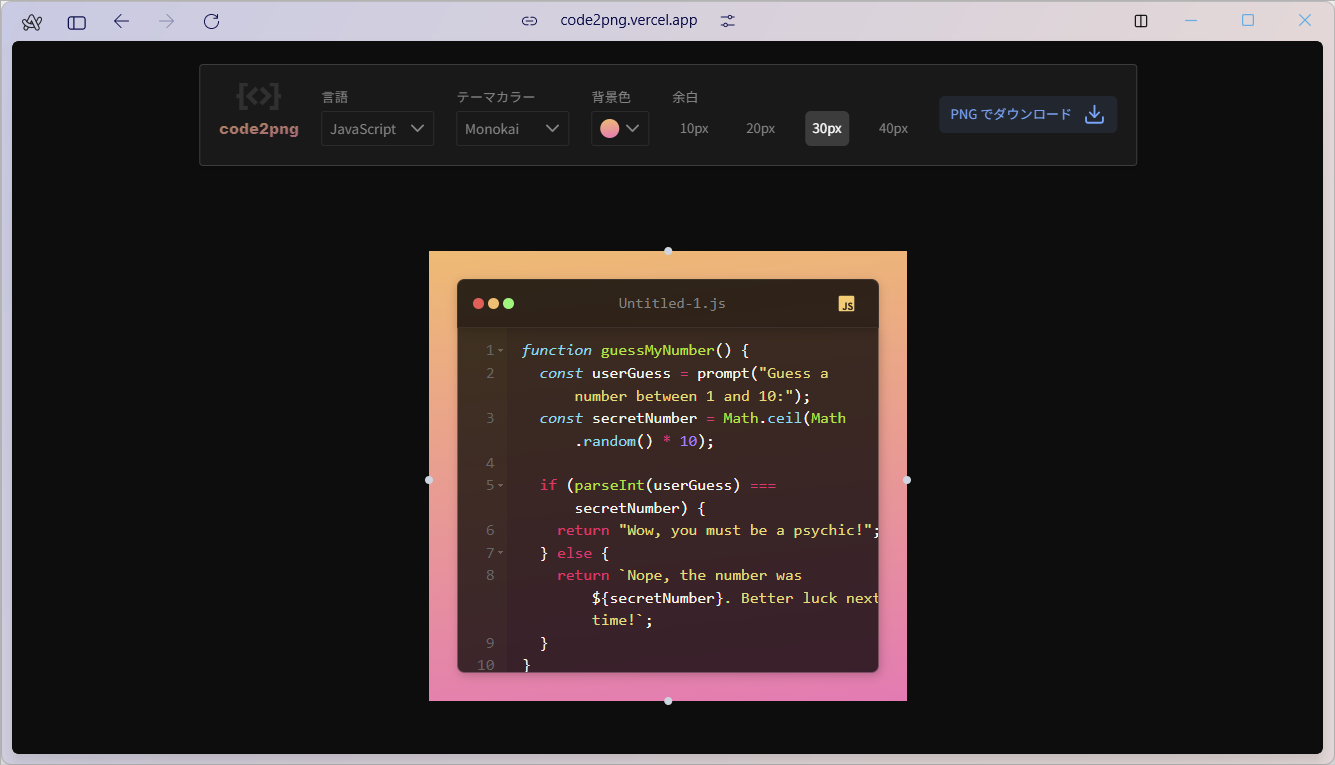 code2png.vercel.app
code2png
言語
JavaScript
テーマカラー
Monokai
背景色
余白
10px
20px
30px
40px
PNG でダウンロード
Untitled-1.js
JS
1 function guessMyNumber() {
2 const userGuess = prompt("Guess a
number between 1 and 10:");
3 const secretNumber = Math.ceil(Math
.random() * 10);
4
5 if (parseInt(userGuess) ===
secretNumber) {
6 return "Wow, you must be a psychic!";
7 } else {
8 return `Nope, the number was
${secretNumber}. Better luck next
time!`;
9 }
10 }